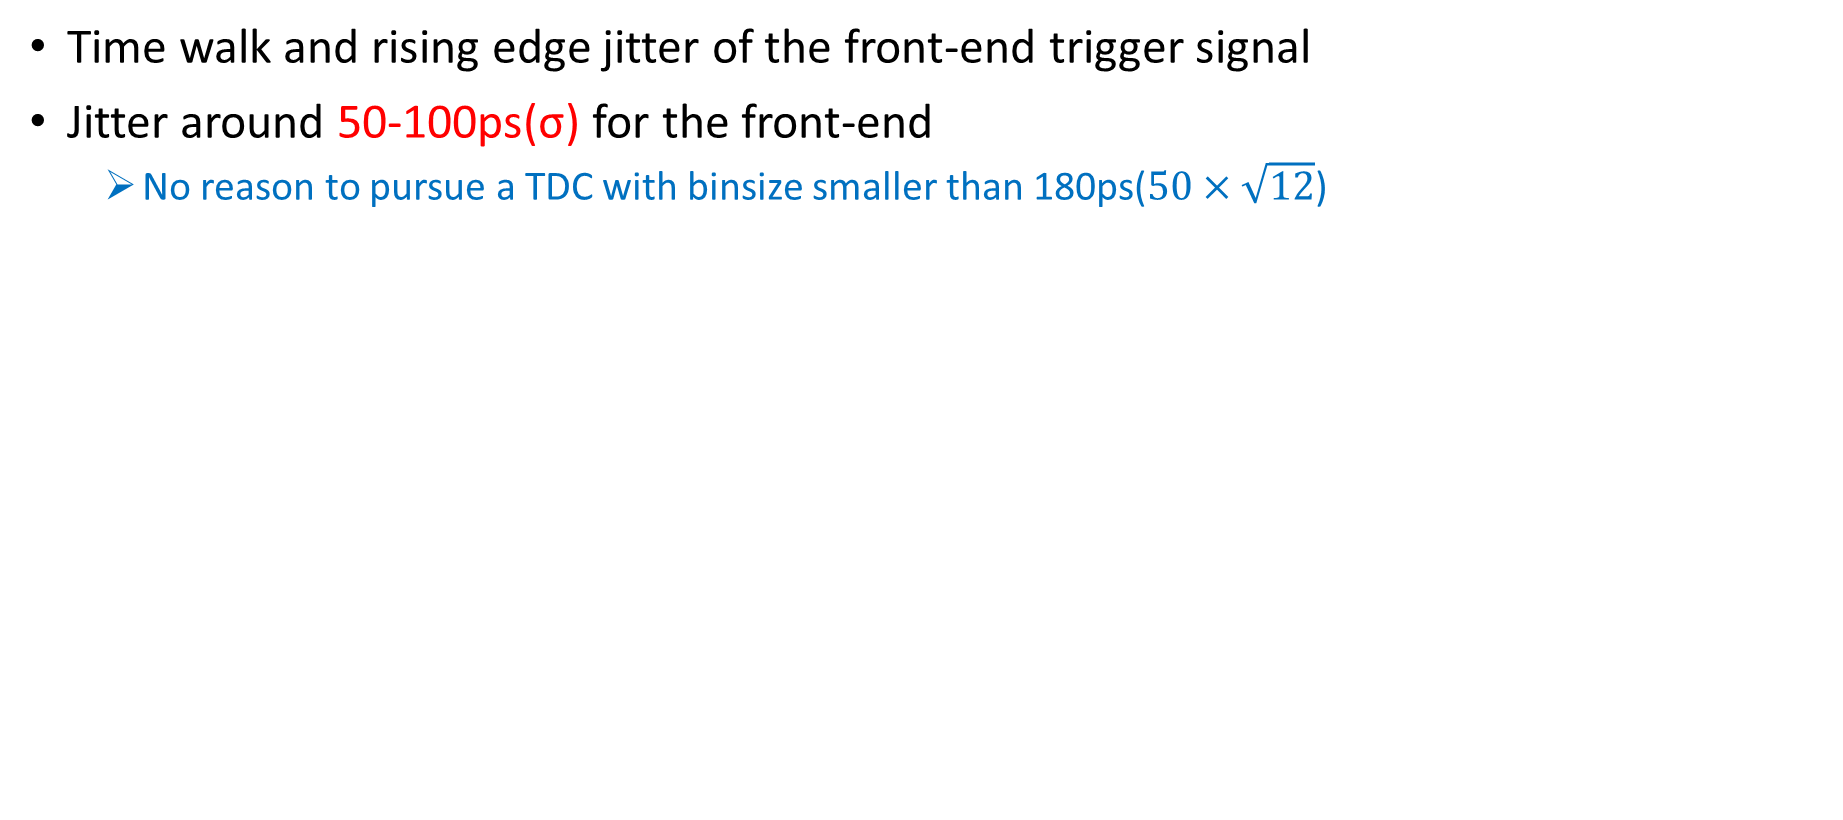 • Time walk and rising edge jitter of the front-end trigger signal
• Jitter around 50-100ps(σ) for the front-end
➢ No reason to pursue a TDC with binsize smaller than 180ps(50 × √12)